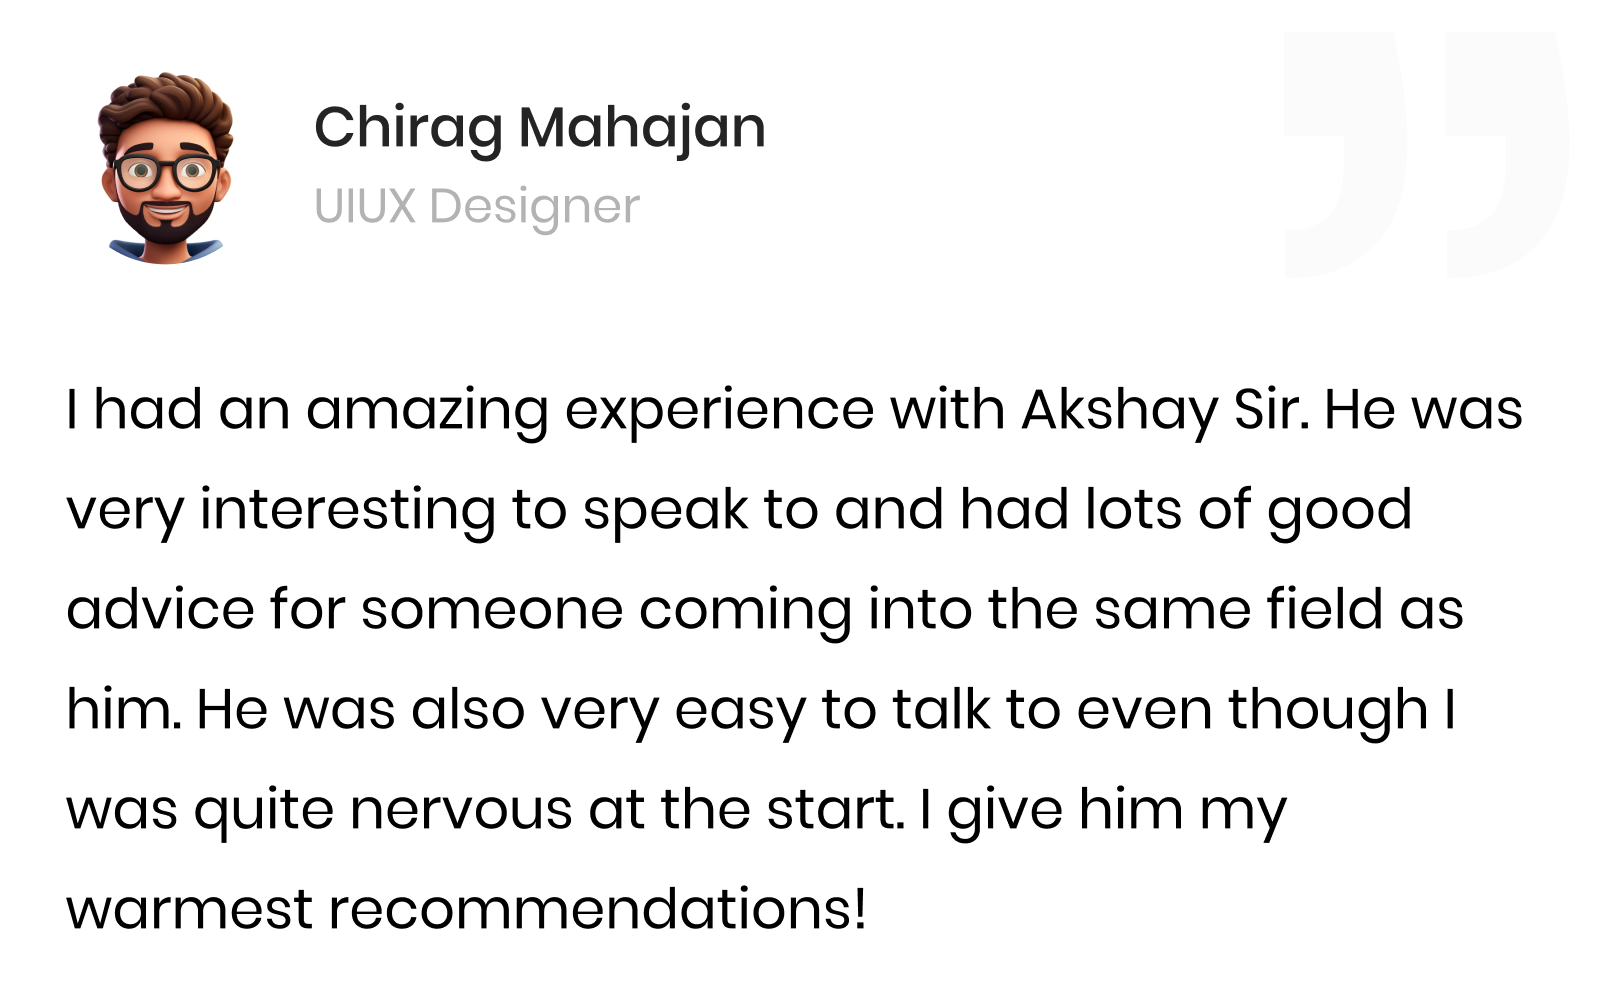 Chirag Mahajan
UIUX Designer
I had an amazing experience with Akshay Sir. He was
very interesting to speak to and had lots of good
advice for someone coming into the same field as
him. He was also very easy to talk to even though I
was quite nervous at the start. I give him my
warmest recommendations!